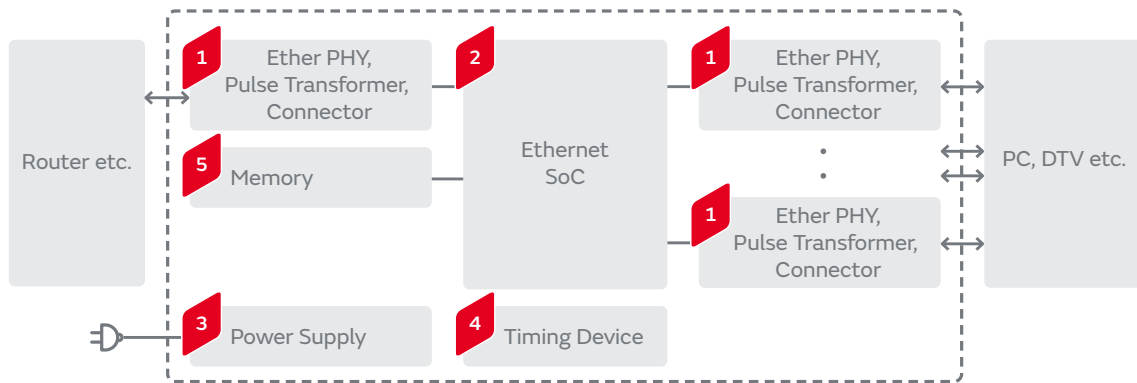 Router etc.
1
Ether PHY,
Pulse Transformer,
Connector
5
Memory
3
Power Supply
2
Ethernet
SoC
4
Timing Device
1
Ether PHY,
Pulse Transformer,
Connector
1
Ether PHY,
Pulse Transformer,
Connector
PC, DTV etc.